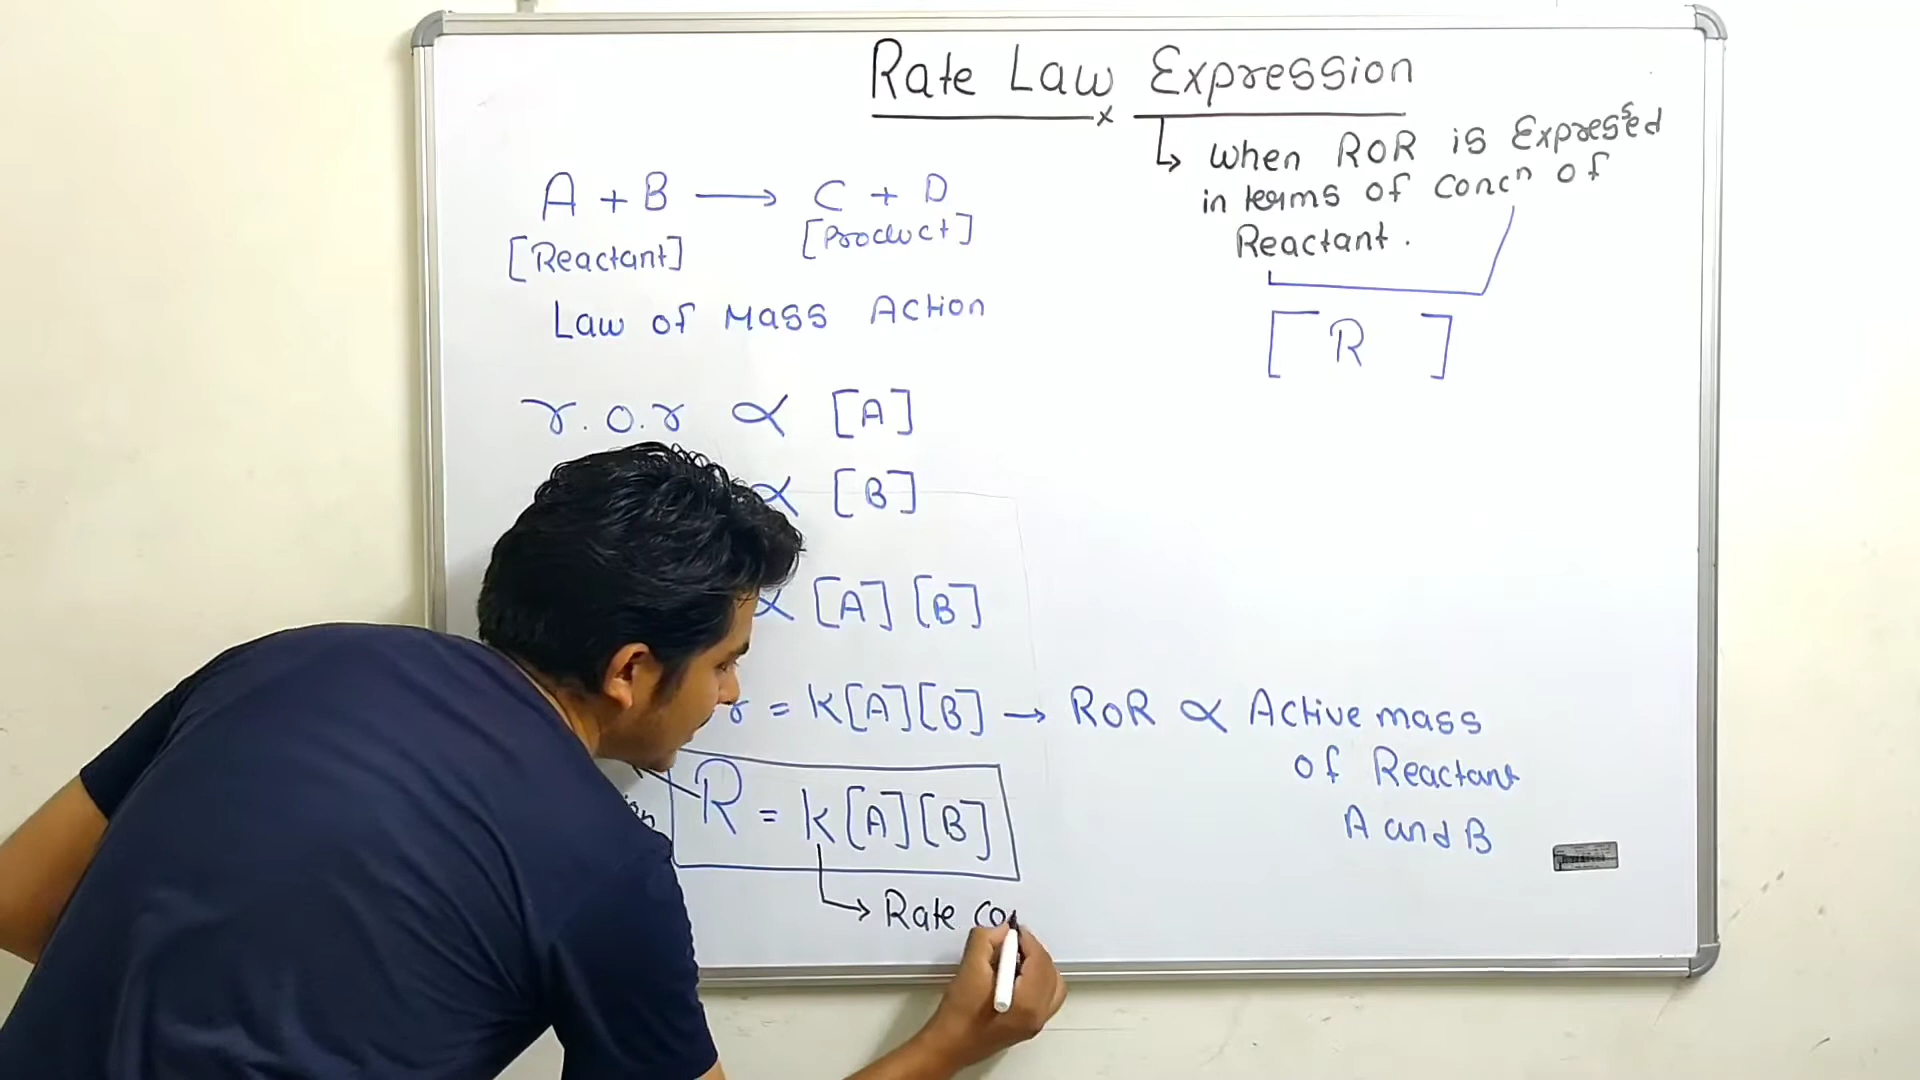 Rate Law Expression
↳ when ROR is Expressed
in terms of Concⁿ of
Reactant.
[ R ]
A + B ⟶ C + D
[Reactant] [Product]
Law of Mass Action
r.o.r ∝ [A]
∝ [B]
∝ [A] [B]
r = K[A][B] → ROR ∝ Active mass
of Reactant
A and B
R = K[A][B]
↳ Rate Co